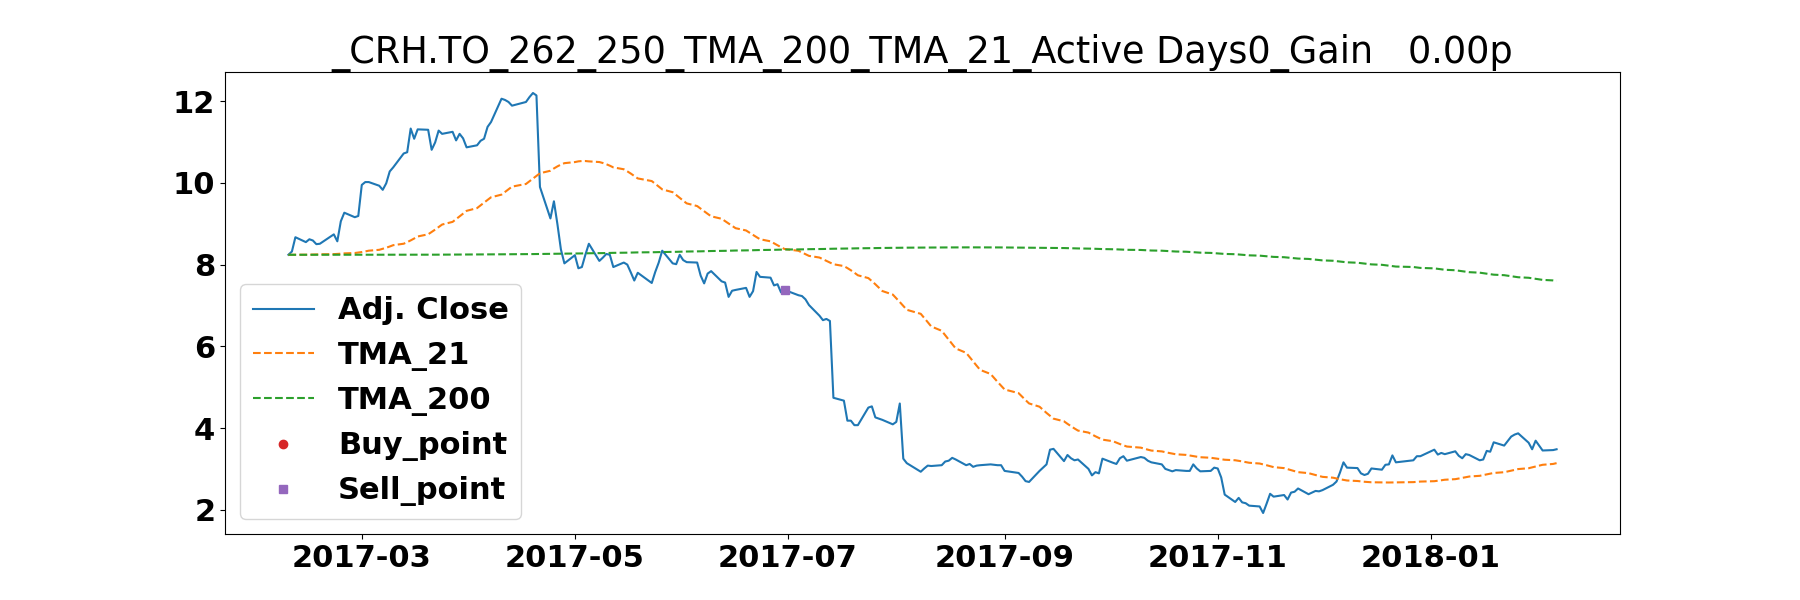 _CRH.TO_262_250_TMA_200_TMA_21_Active Days0_Gain   0.00p
12
10
8
6
4
2
Adj. Close
TMA_21
TMA_200
Buy_point
Sell_point
2017-03 2017-05 2017-07 2017-09 2017-11 2018-01